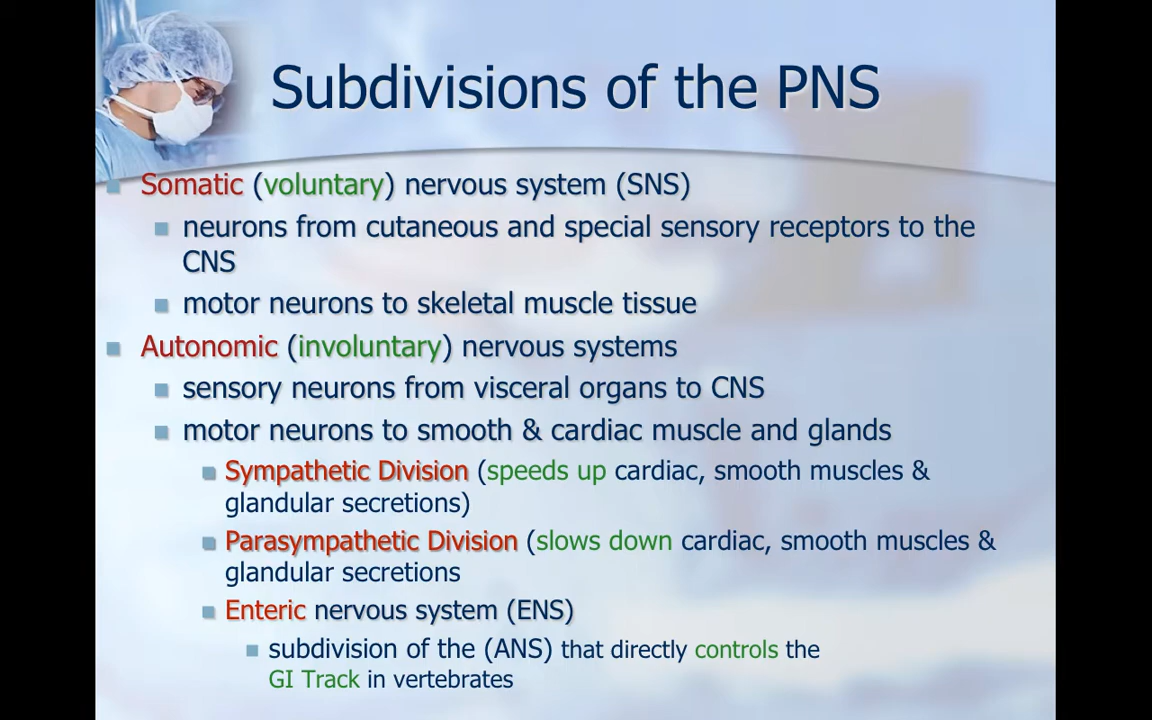 Subdivisions of the PNS
Somatic (voluntary) nervous system (SNS)
neurons from cutaneous and special sensory receptors to the
CNS
motor neurons to skeletal muscle tissue
Autonomic (involuntary) nervous systems
sensory neurons from visceral organs to CNS
motor neurons to smooth & cardiac muscle and glands
Sympathetic Division (speeds up cardiac, smooth muscles &
glandular secretions)
Parasympathetic Division (slows down cardiac, smooth muscles &
glandular secretions
Enteric nervous system (ENS)
subdivision of the (ANS) that directly controls the
GI Track in vertebrates